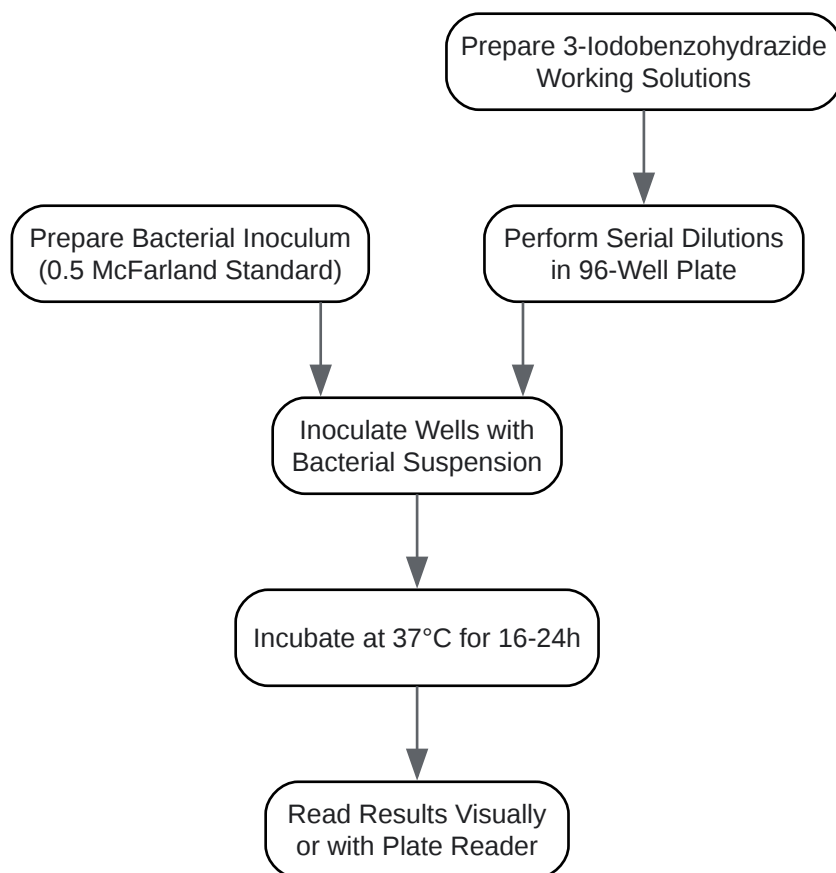 Prepare 3-Iodobenzohydrazide
Working Solutions
Prepare Bacterial Inoculum
(0.5 McFarland Standard)
Perform Serial Dilutions
in 96-Well Plate
Inoculate Wells with
Bacterial Suspension
Incubate at 37°C for 16-24h
Read Results Visually
or with Plate Reader